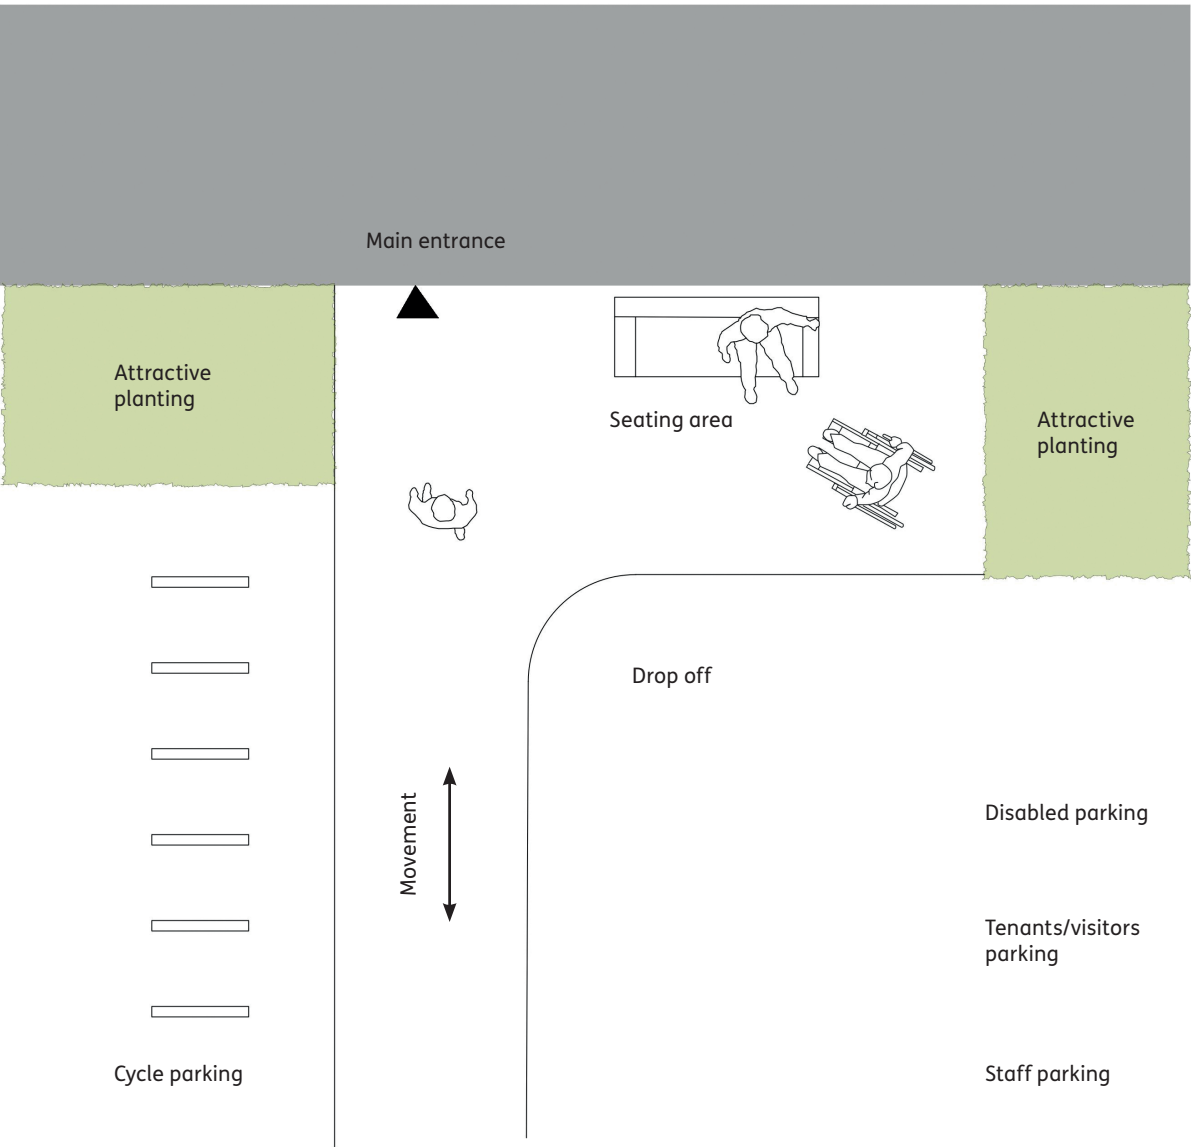 Main entrance
Attractive
planting
Seating area
Attractive
planting
Drop off
Movement
Disabled parking
Tenants/visitors
parking
Cycle parking
Staff parking